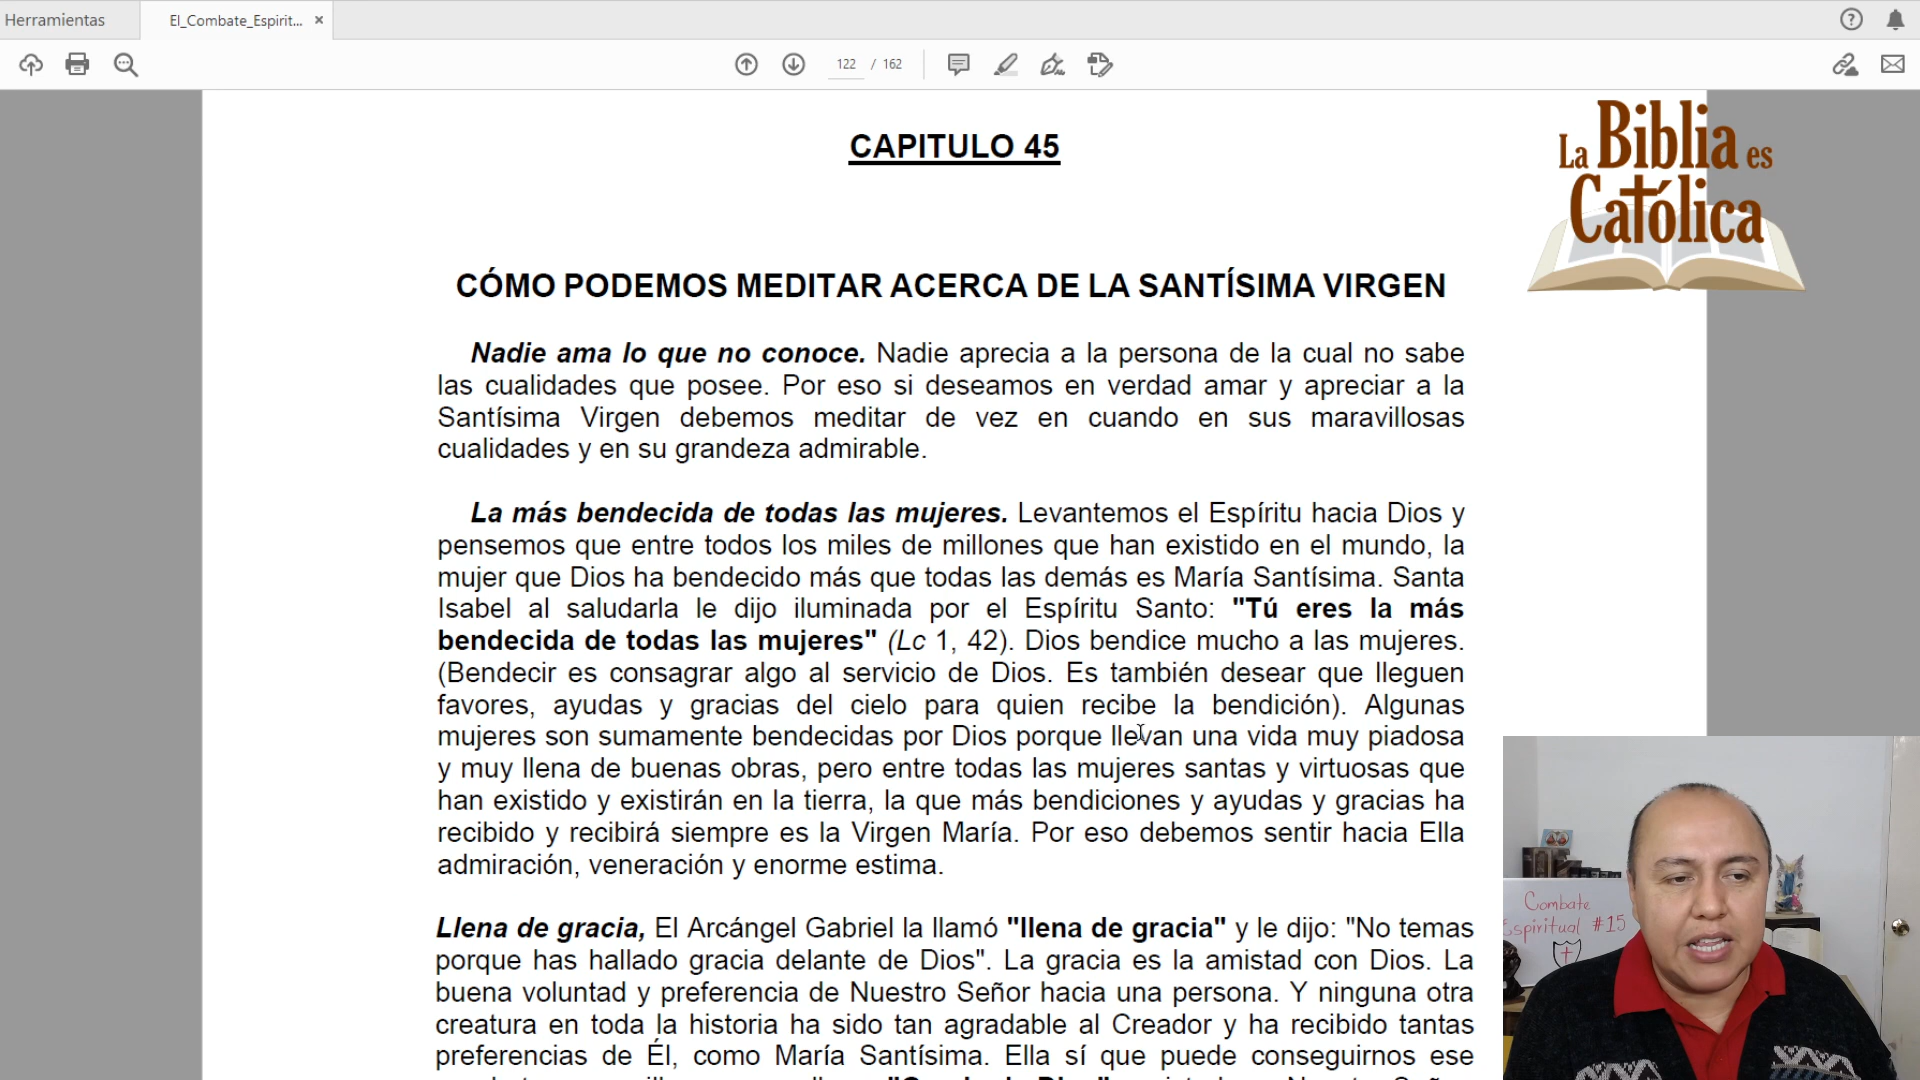 Herramientas
El_Combate_Espirit...
122 / 162
CAPITULO 45
La Biblia es
Católica
CÓMO PODEMOS MEDITAR ACERCA DE LA SANTÍSIMA VIRGEN
Nadie ama lo que no conoce. Nadie aprecia a la persona de la cual no sabe
las cualidades que posee. Por eso si deseamos en verdad amar y apreciar a la
Santísima Virgen debemos meditar de vez en cuando en sus maravillosas
cualidades y en su grandeza admirable.
La más bendecida de todas las mujeres. Levantemos el Espíritu hacia Dios y
pensemos que entre todos los miles de millones que han existido en el mundo, la
mujer que Dios ha bendecido más que todas las demás es María Santísima. Santa
Isabel al saludarla le dijo iluminada por el Espíritu Santo: "Tú eres la más
bendecida de todas las mujeres" (Lc 1, 42). Dios bendice mucho a las mujeres.
(Bendecir es consagrar algo al servicio de Dios. Es también desear que lleguen
favores, ayudas y gracias del cielo para quien recibe la bendición). Algunas
mujeres son sumamente bendecidas por Dios porque llevan una vida muy piadosa
y muy llena de buenas obras, pero entre todas las mujeres santas y virtuosas que
han existido y existirán en la tierra, la que más bendiciones y ayudas y gracias ha
recibido y recibirá siempre es la Virgen María. Por eso debemos sentir hacia Ella
admiración, veneración y enorme estima.
Llena de gracia, El Arcángel Gabriel la llamó "llena de gracia" y le dijo: "No temas
porque has hallado gracia delante de Dios". La gracia es la amistad con Dios. La
buena voluntad y preferencia de Nuestro Señor hacia una persona. Y ninguna otra
creatura en toda la historia ha sido tan agradable al Creador y ha recibido tantas
preferencias de Él, como María Santísima. Ella sí que puede conseguirnos ese
Combate
Espiritual #15